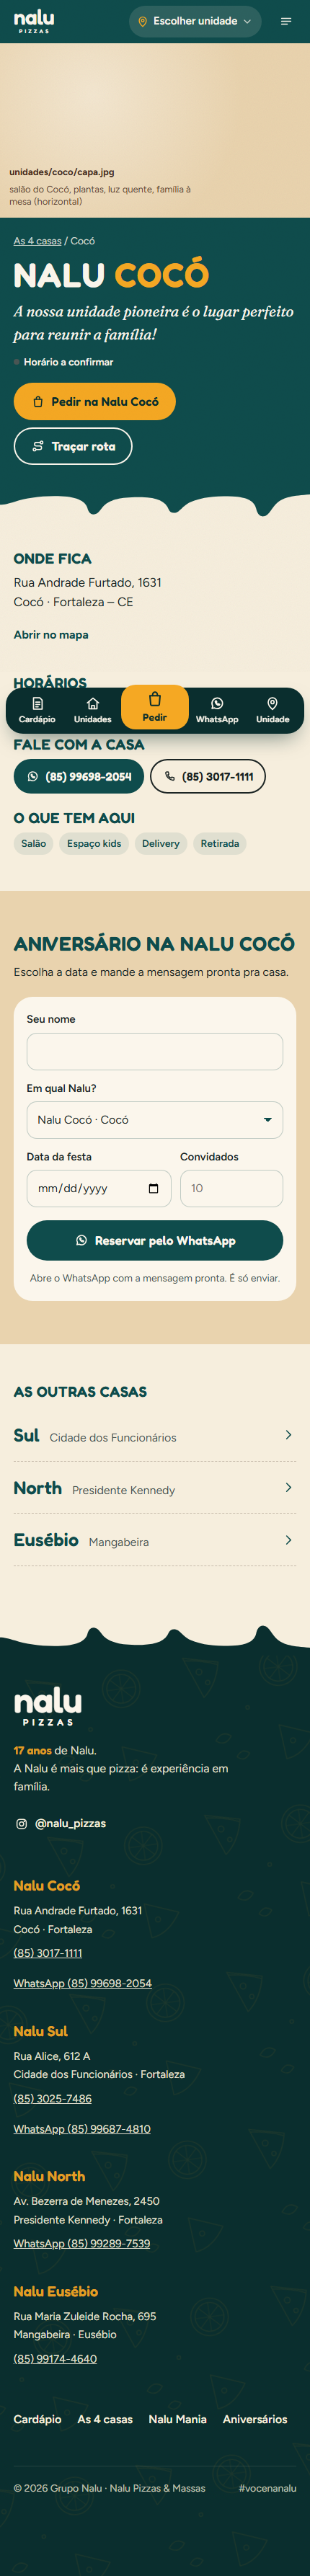 nalu
PIZZAS
Escolher unidade
unidades/coco/capa.jpg
salão do Cocó, plantas, luz quente, família à
mesa (horizontal)
As 4 casas / Cocó
NALU COCÓ
A nossa unidade pioneira é o lugar perfeito
para reunir a família!
Horário a confirmar
Pedir na Nalu Cocó
Traçar rota
ONDE FICA
Rua Andrade Furtado, 1631
Cocó · Fortaleza – CE
Abrir no mapa
HORÁRIOS
Cardápio
Unidades
Pedir
WhatsApp
Unidade
FALE COM A CASA
(85) 99698-2054
(85) 3017-1111
O QUE TEM AQUI
Salão
Espaço kids
Delivery
Retirada
ANIVERSÁRIO NA NALU COCÓ
Escolha a data e mande a mensagem pronta pra casa.
Seu nome
Em qual Nalu?
Nalu Cocó · Cocó
Data da festa
Convidados
mm/dd/yyyy
10
Reservar pelo WhatsApp
Abre o WhatsApp com a mensagem pronta. É só enviar.
AS OUTRAS CASAS
Sul Cidade dos Funcionários
North Presidente Kennedy
Eusébio Mangabeira
nalu
PIZZAS
17 anos de Nalu.
A Nalu é mais que pizza: é experiência em
família.
@nalu_pizzas
Nalu Cocó
Rua Andrade Furtado, 1631
Cocó · Fortaleza
(85) 3017-1111
WhatsApp (85) 99698-2054
Nalu Sul
Rua Alice, 612 A
Cidade dos Funcionários · Fortaleza
(85) 3025-7486
WhatsApp (85) 99687-4810
Nalu North
Av. Bezerra de Menezes, 2450
Presidente Kennedy · Fortaleza
WhatsApp (85) 99289-7539
Nalu Eusébio
Rua Maria Zuleide Rocha, 695
Mangabeira · Eusébio
(85) 99174-4640
Cardápio As 4 casas Nalu Mania Aniversários
© 2026 Grupo Nalu · Nalu Pizzas & Massas #vocenanalu